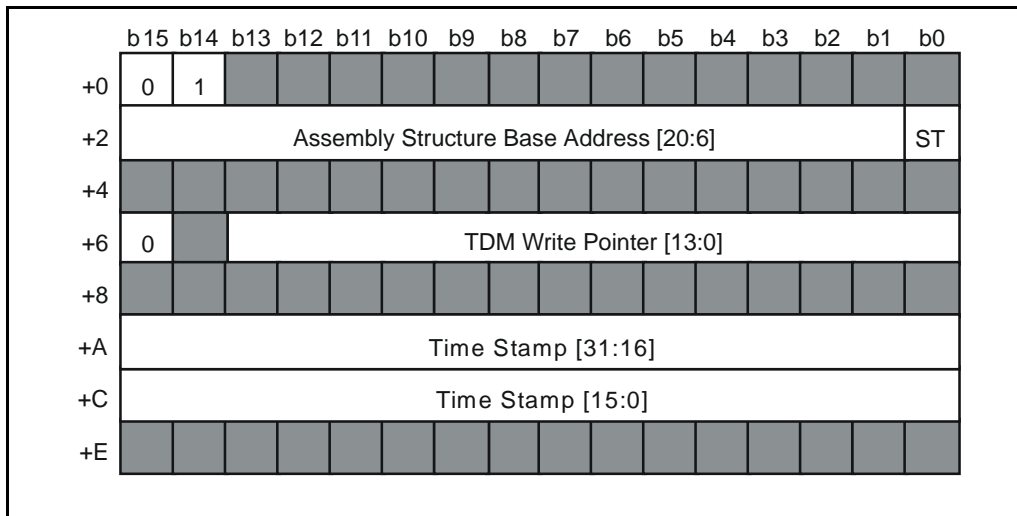 b15 b14 b13 b12 b11 b10 b9 b8 b7 b6 b5 b4 b3 b2 b1 b0
+0 0 1
+2 Assembly Structure Base Address [20:6] ST
+4
+6 0 TDM Write Pointer [13:0]
+8
+A Time Stamp [31:16]
+C Time Stamp [15:0]
+E